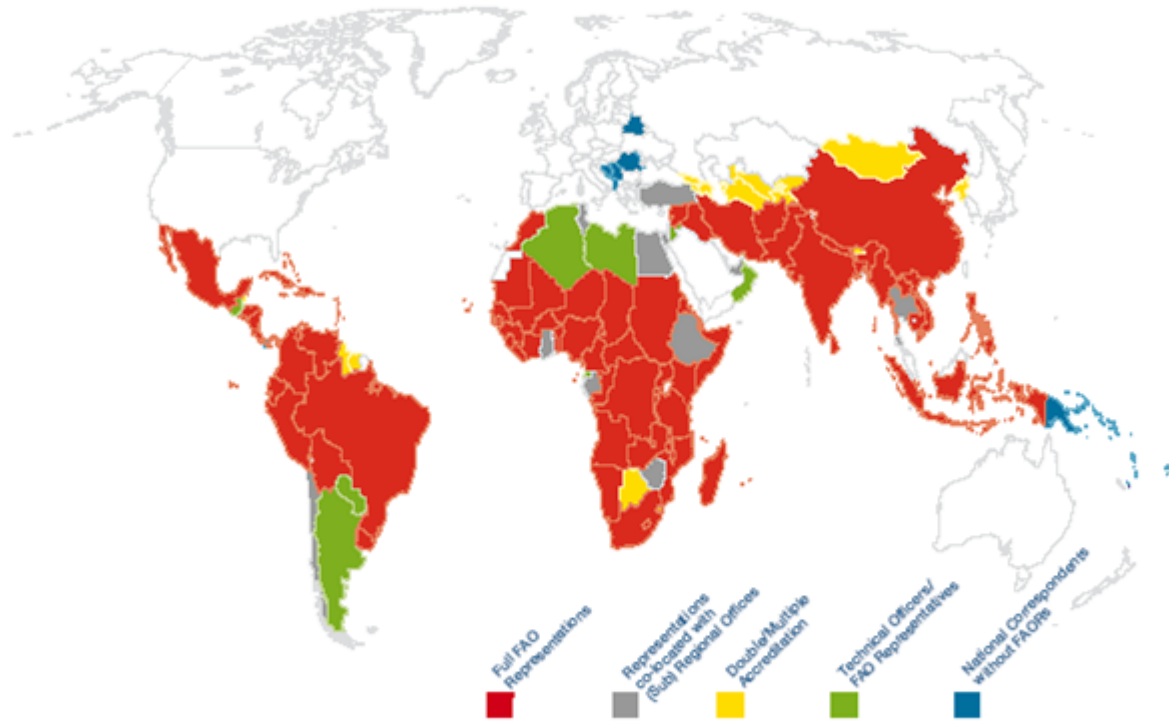 Full FAO
Representations
Representations
co-located with
(Sub) Regional Offices
Double/Multiple
Accreditation
Technical Officers/
FAO Representatives
National Correspondents
without FAORs